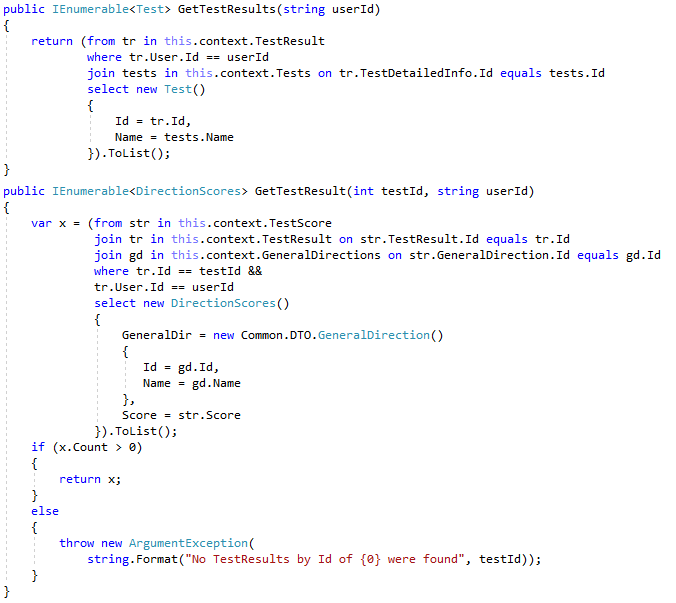 public IEnumerable<Test> GetTestResults(string userId)
{
    return (from tr in this.context.TestResult
            where tr.User.Id == userId
            join tests in this.context.Tests on tr.TestDetailedInfo.Id equals tests.Id
            select new Test()
            {
                Id = tr.Id,
                Name = tests.Name
            }).ToList();
}
public IEnumerable<DirectionScores> GetTestResult(int testId, string userId)
{
    var x = (from str in this.context.TestScore
             join tr in this.context.TestResult on str.TestResult.Id equals tr.Id
             join gd in this.context.GeneralDirections on str.GeneralDirection.Id equals gd.Id
             where tr.Id == testId &&
             tr.User.Id == userId
             select new DirectionScores()
             {
                 GeneralDir = new Common.DTO.GeneralDirection()
                 {
                    Id = gd.Id,
                    Name = gd.Name
                 },
                 Score = str.Score
             }).ToList();
    if (x.Count > 0)
    {
        return x;
    }
    else
    {
        throw new ArgumentException(
            string.Format("No TestResults by Id of {0} were found", testId));
    }
}